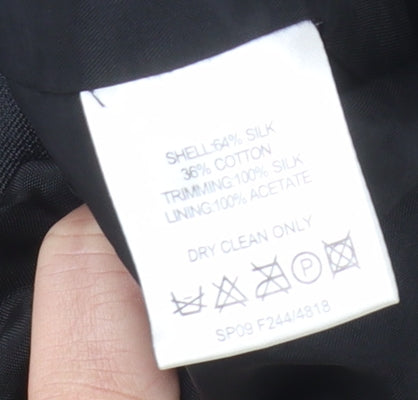 SHELL:64% SILK
36% COTTON
TRIMMING:100% SILK
LINING:100% ACETATE
DRY CLEAN ONLY
P
SP09 F244/4818